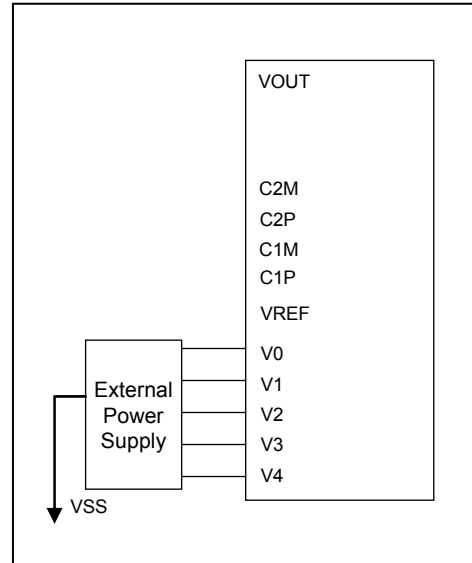 VOUT
C2M
C2P
C1M
C1P
VREF
V0
V1
V2
V3
V4
External
Power
Supply
VSS